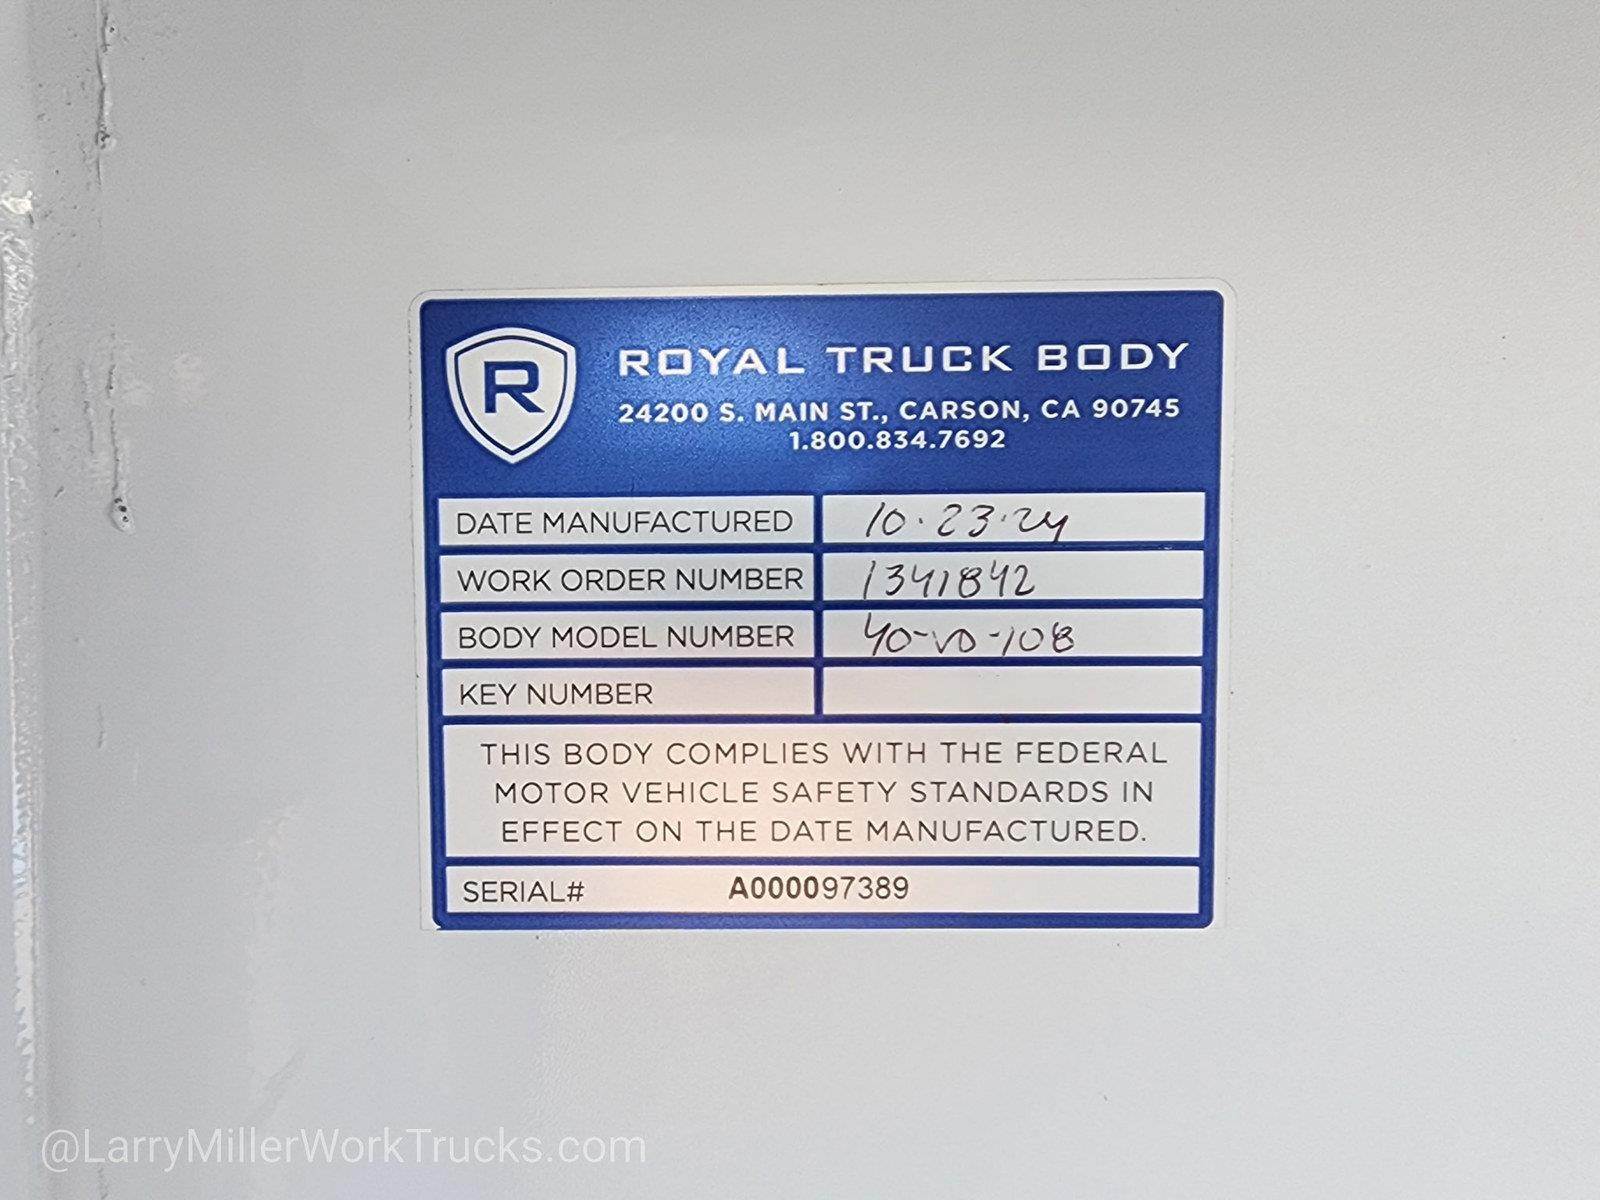 R
ROYAL TRUCK BODY
24200 S. MAIN ST., CARSON, CA 90745
1.800.834.7692
DATE MANUFACTURED 10·23·24
WORK ORDER NUMBER 1341842
BODY MODEL NUMBER 40-VO-108
KEY NUMBER
THIS BODY COMPLIES WITH THE FEDERAL
MOTOR VEHICLE SAFETY STANDARDS IN
EFFECT ON THE DATE MANUFACTURED.
SERIAL# A000097389
@LarryMillerWorkTrucks.com